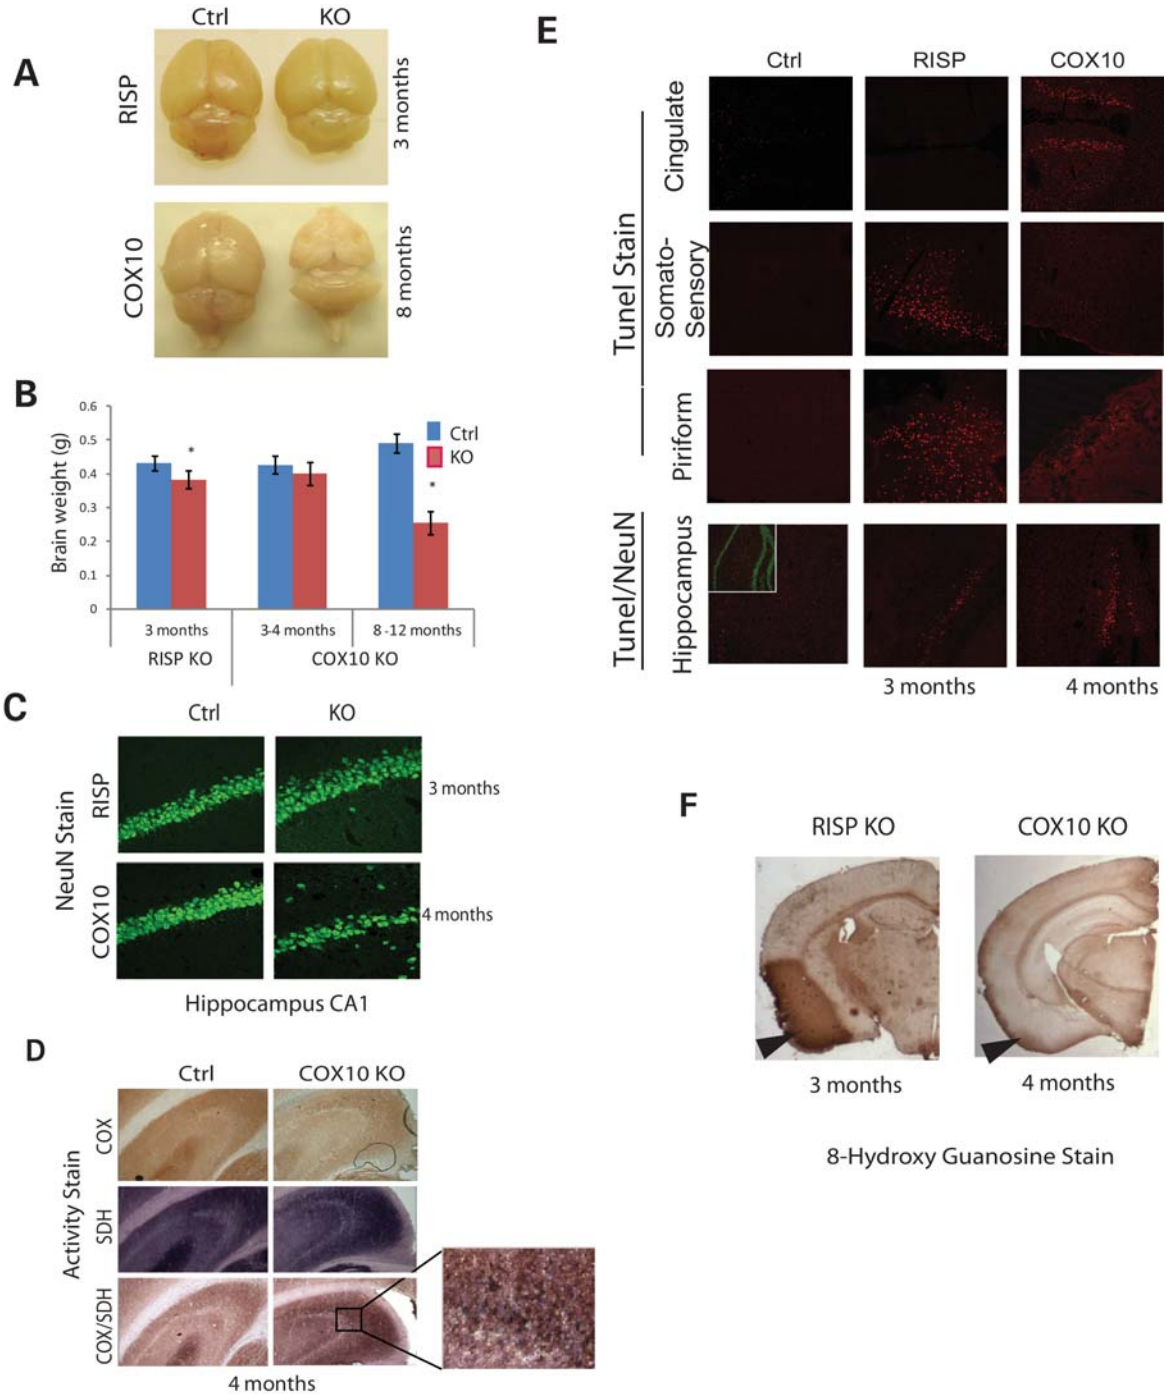 A
Ctrl KO
RISP
3 months
COX10
8 months
B
Brain weight (g)
0.6
0.5
0.4
0.3
0.2
0.1
0
*
*
Ctrl
KO
3 months
3-4 months
8 -12 months
RISP KO
COX10 KO
C
Ctrl KO
NeuN Stain
RISP
3 months
COX10
4 months
Hippocampus CA1
D
Ctrl COX10 KO
Activity Stain
COX
SDH
COX/SDH
4 months
E
Ctrl RISP COX10
Tunel Stain
Cingulate
Somato-
Sensory
Piriform
Tunel/NeuN
Hippocampus
3 months 4 months
F
RISP KO COX10 KO
3 months 4 months
8-Hydroxy Guanosine Stain